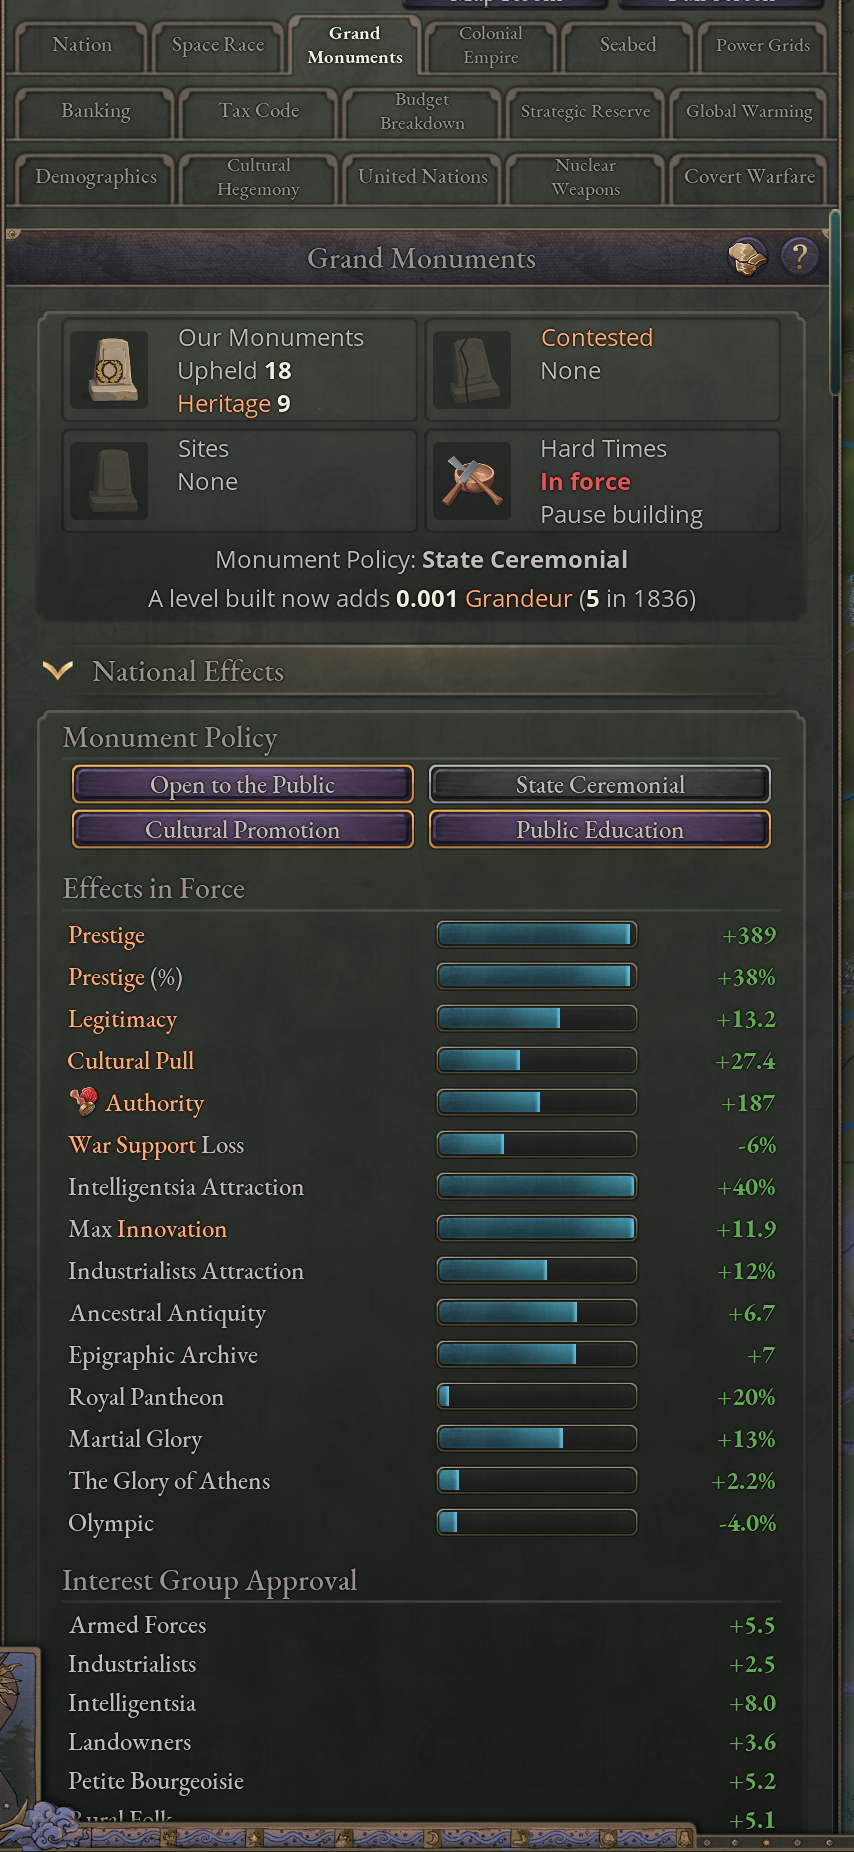 Nation
Space Race
Grand
Monuments
Colonial
Empire
Seabed
Power Grids
Banking
Tax Code
Budget
Breakdown
Strategic Reserve
Global Warming
Demographics
Cultural
Hegemony
United Nations
Nuclear
Weapons
Covert Warfare
Grand Monuments
?
Our Monuments
Upheld 18
Heritage 9
Contested
None
Sites
None
Hard Times
In force
Pause building
Monument Policy: State Ceremonial
A level built now adds 0.001 Grandeur (5 in 1836)
National Effects
Monument Policy
Open to the Public
State Ceremonial
Cultural Promotion
Public Education
Effects in Force
Prestige +389
Prestige (%) +38%
Legitimacy +13.2
Cultural Pull +27.4
Authority +187
War Support Loss -6%
Intelligentsia Attraction +40%
Max Innovation +11.9
Industrialists Attraction +12%
Ancestral Antiquity +6.7
Epigraphic Archive +7
Royal Pantheon +20%
Martial Glory +13%
The Glory of Athens +2.2%
Olympic -4.0%
Interest Group Approval
Armed Forces +5.5
Industrialists +2.5
Intelligentsia +8.0
Landowners +3.6
Petite Bourgeoisie +5.2
Rural Folk +5.1